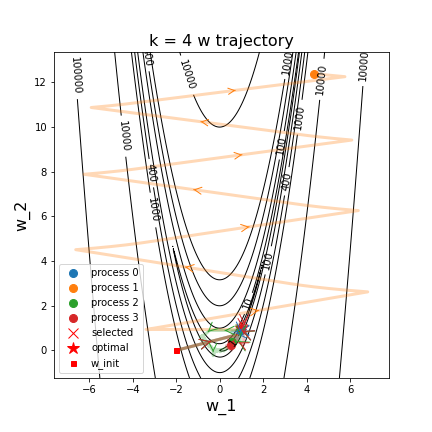 k = 4 w trajectory
100000
10000
1000
400
10000
1000
100
400
1000
10000
10000
100
10
12
10
8
6
4
2
0
w_2
process 0
process 1
process 2
process 3
selected
optimal
w_init
−6
−4
−2
0
2
4
6
w_1